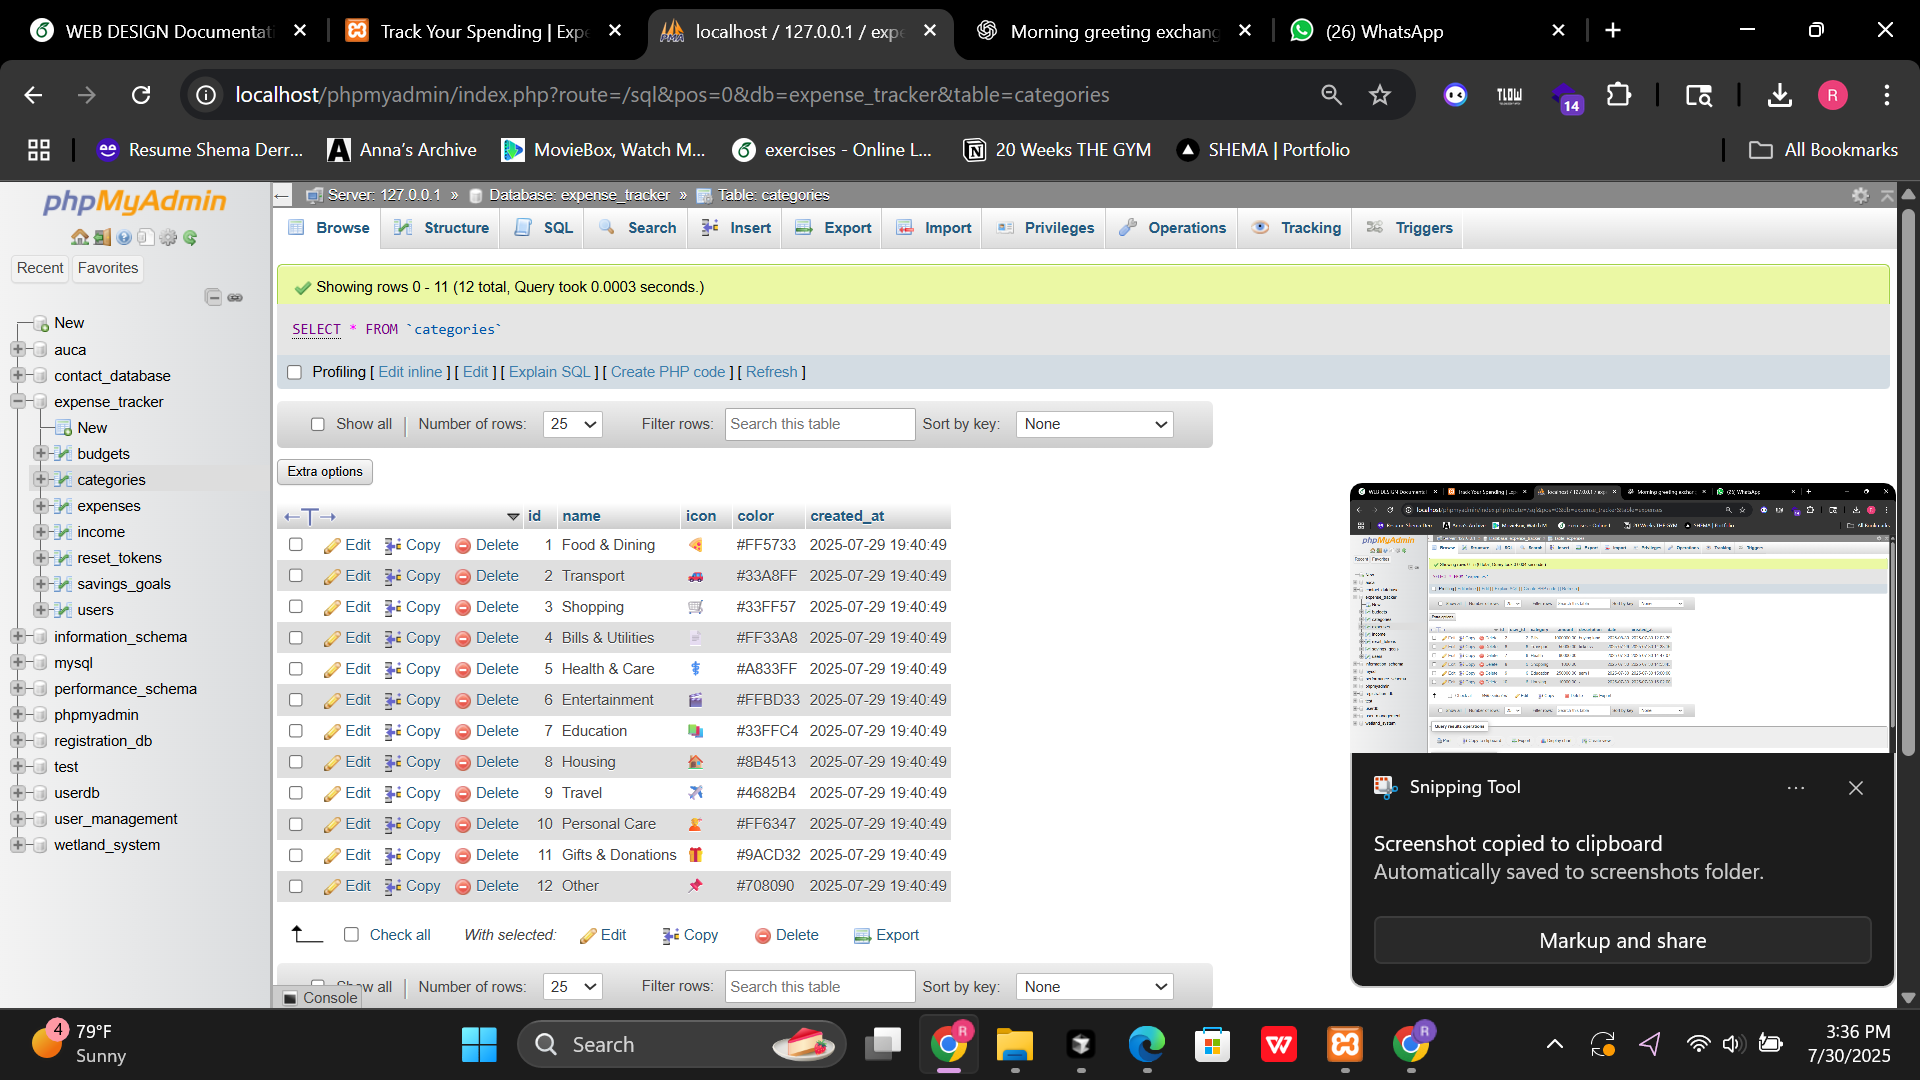 WEB DESIGN Documentati
Track Your Spending | Expe
localhost / 127.0.0.1 / expe
Morning greeting exchang
(26) WhatsApp
localhost/phpmyadmin/index.php?route=/sql&pos=0&db=expense_tracker&table=categories
TLOW
14
R
Resume Shema Derr...
Anna's Archive
MovieBox, Watch M...
exercises - Online L...
20 Weeks THE GYM
SHEMA | Portfolio
All Bookmarks
phpMyAdmin
Recent
Favorites
New
auca
contact_database
expense_tracker
New
budgets
categories
expenses
income
reset_tokens
savings_goals
users
information_schema
mysql
performance_schema
phpmyadmin
registration_db
test
userdb
user_management
wetland_system
Server: 127.0.0.1 » Database: expense_tracker » Table: categories
Browse Structure SQL Search Insert Export Import Privileges Operations Tracking Triggers
Showing rows 0 - 11 (12 total, Query took 0.0003 seconds.)
SELECT * FROM `categories`
Profiling [ Edit inline ] [ Edit ] [ Explain SQL ] [ Create PHP code ] [ Refresh ]
Show all | Number of rows: 25 Filter rows: Search this table Sort by key: None
Extra options
id name icon color created_at
Edit Copy Delete 1 Food & Dining #FF5733 2025-07-29 19:40:49
Edit Copy Delete 2 Transport #33A8FF 2025-07-29 19:40:49
Edit Copy Delete 3 Shopping #33FF57 2025-07-29 19:40:49
Edit Copy Delete 4 Bills & Utilities #FF33A8 2025-07-29 19:40:49
Edit Copy Delete 5 Health & Care #A833FF 2025-07-29 19:40:49
Edit Copy Delete 6 Entertainment #FFBD33 2025-07-29 19:40:49
Edit Copy Delete 7 Education #33FFC4 2025-07-29 19:40:49
Edit Copy Delete 8 Housing #8B4513 2025-07-29 19:40:49
Edit Copy Delete 9 Travel #4682B4 2025-07-29 19:40:49
Edit Copy Delete 10 Personal Care #FF6347 2025-07-29 19:40:49
Edit Copy Delete 11 Gifts & Donations #9ACD32 2025-07-29 19:40:49
Edit Copy Delete 12 Other #708090 2025-07-29 19:40:49
Check all With selected: Edit Copy Delete Export
Show all | Number of rows: 25 Filter rows: Search this table Sort by key: None
Console
Snipping Tool
Screenshot copied to clipboard
Automatically saved to screenshots folder.
Markup and share
4
79°F
Sunny
Search
R
R
3:36 PM
7/30/2025